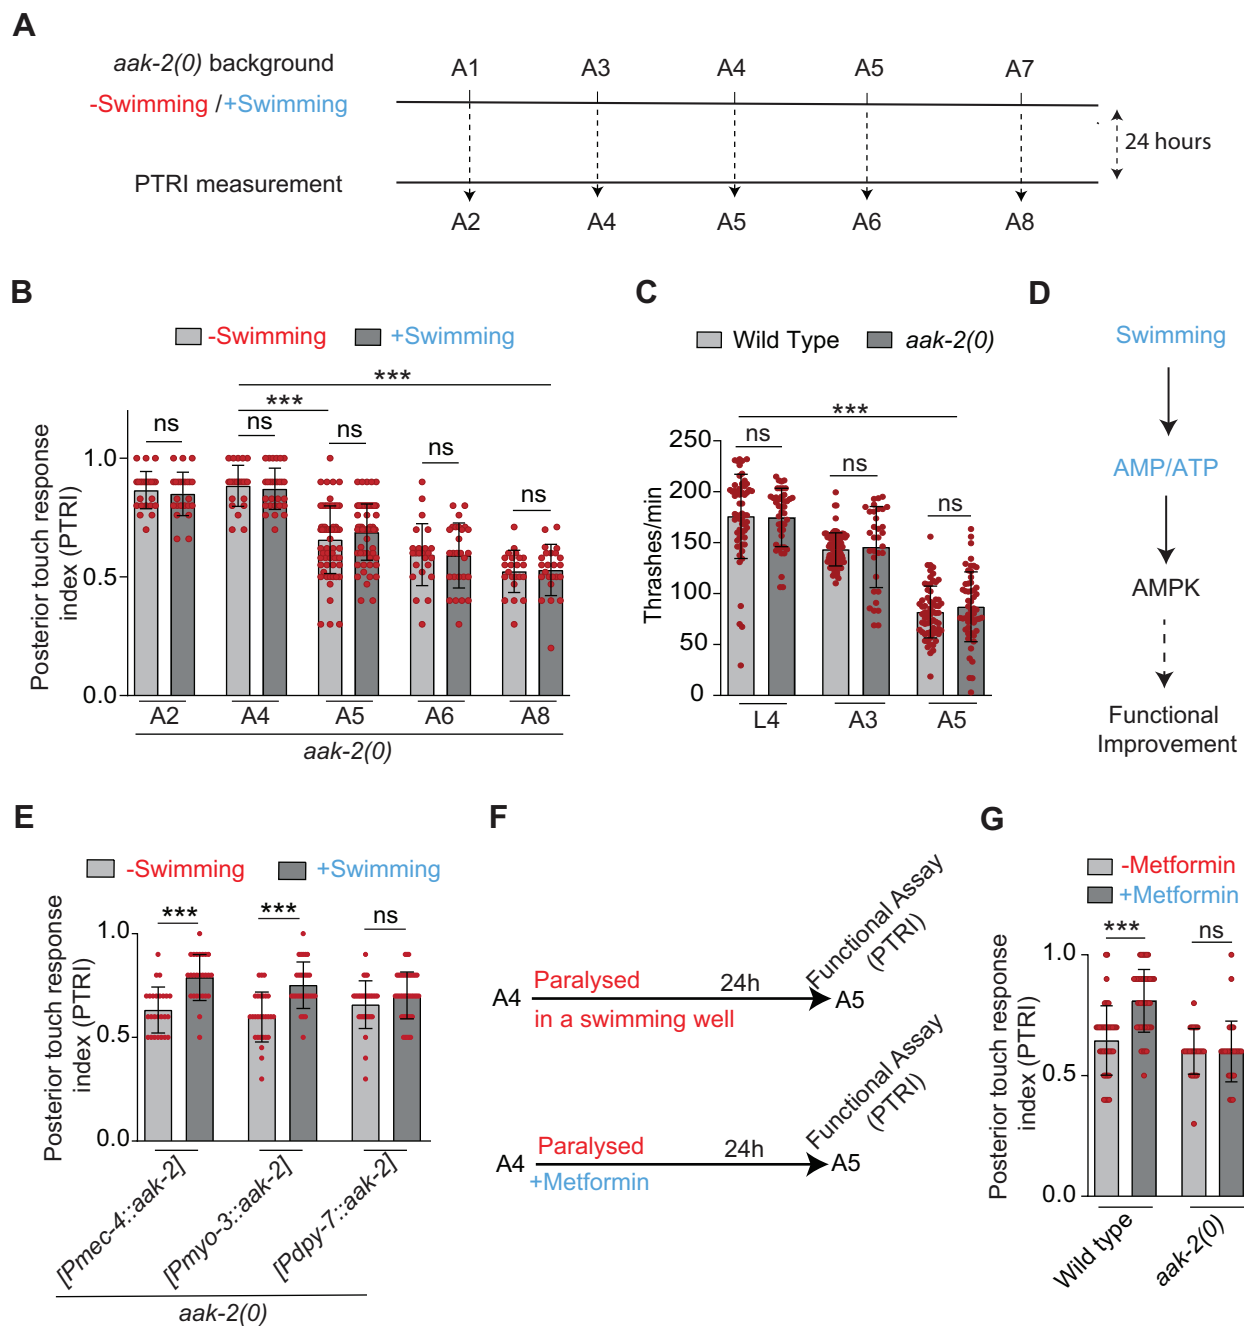 A
aak-2(0) background
A1 A3 A4 A5 A7
-Swimming /+Swimming
24 hours
PTRI measurement
A2 A4 A5 A6 A8
B
-Swimming +Swimming
Posterior touch response
index (PTRI)
***
***
ns ns ns ns ns
1.0
0.5
0.0
A2 A4 A5 A6 A8
aak-2(0)
C
Wild Type aak-2(0)
Thrashes/min
***
ns ns ns
250
200
150
100
50
0
L4 A3 A5
D
Swimming
AMP/ATP
AMPK
Functional
Improvement
E
-Swimming +Swimming
Posterior touch response
index (PTRI)
*** *** ns
1.0
0.5
0.0
[Pmec-4::aak-2]
[Pmyo-3::aak-2]
[Pdpy-7::aak-2]
aak-2(0)
F
A4
Paralysed
in a swimming well
24h
A5
Functional Assay
(PTRI)
A4
Paralysed
+Metformin
24h
A5
Functional Assay
(PTRI)
G
-Metformin
+Metformin
Posterior touch response
index (PTRI)
*** ns
1.0
0.5
0.0
Wild type
aak-2(0)